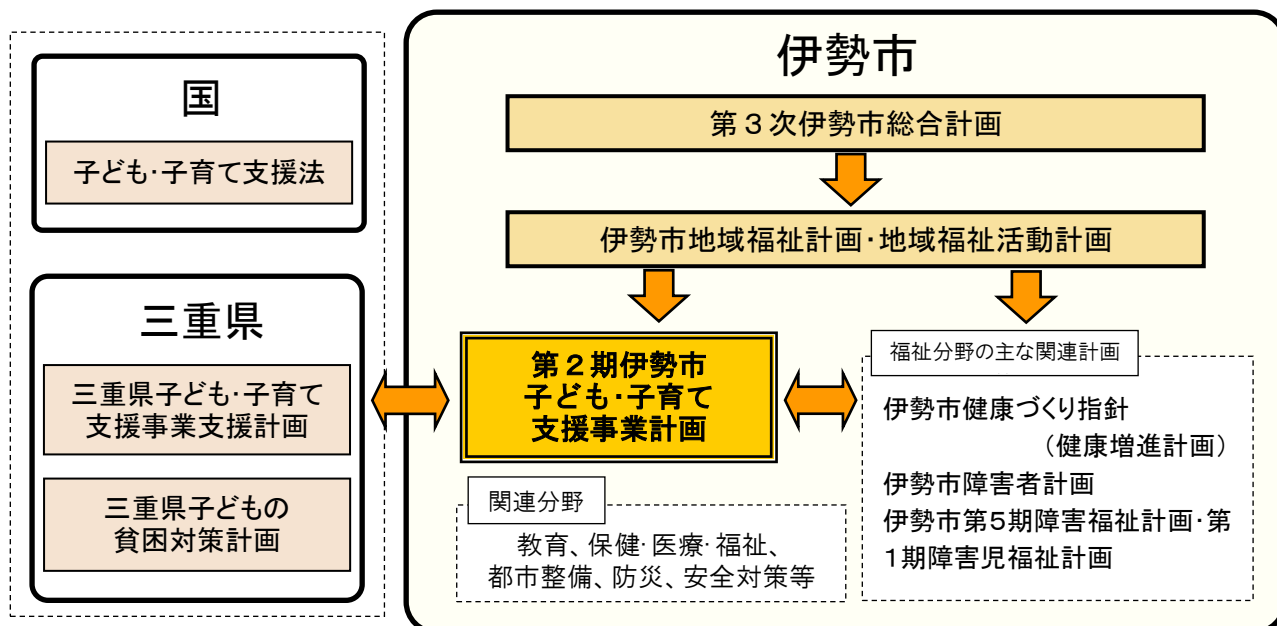 国
子ども・子育て支援法
三重県
三重県子ども・子育て
支援事業支援計画
三重県子どもの
貧困対策計画
伊勢市
第３次伊勢市総合計画
伊勢市地域福祉計画・地域福祉活動計画
第２期伊勢市
子ども・子育て
支援事業計画
関連分野
教育、保健・医療・福祉、
都市整備、防災、安全対策等
福祉分野の主な関連計画
伊勢市健康づくり指針
（健康増進計画）
伊勢市障害者計画
伊勢市第５期障害福祉計画・第
１期障害児福祉計画